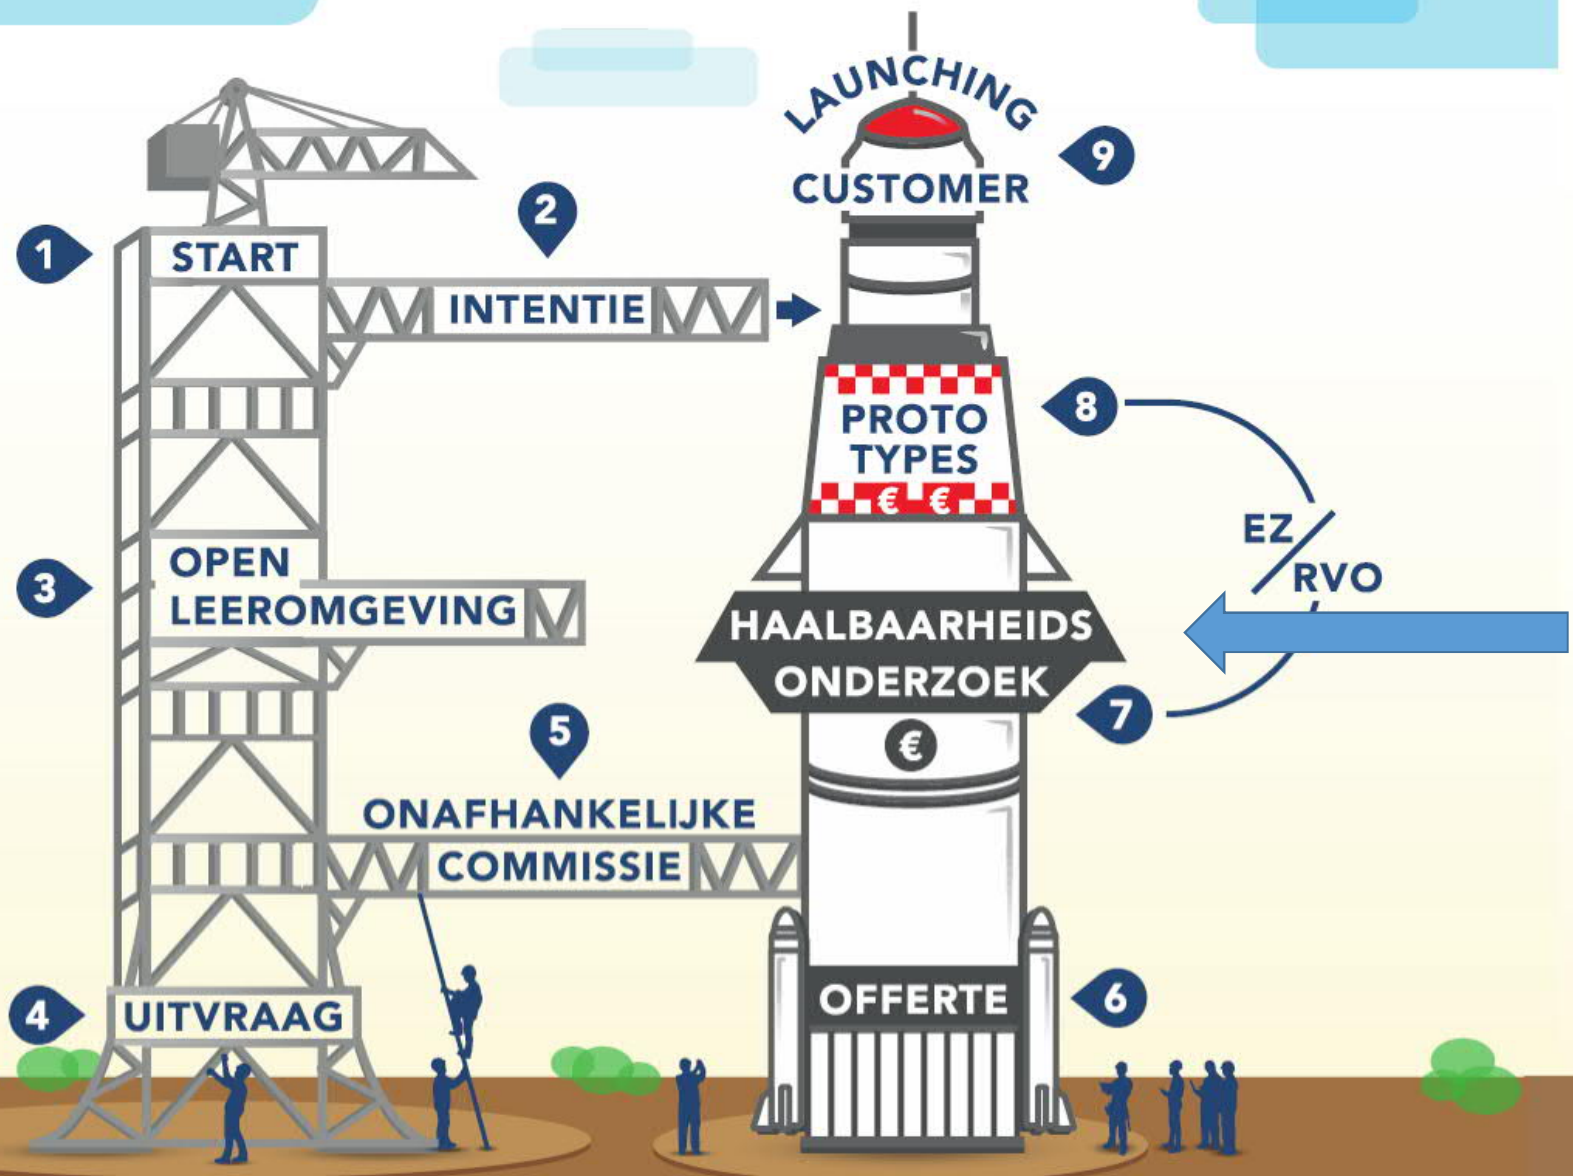 LAUNCHING
CUSTOMER
9
1
START
2
INTENTIE
8
PROTO
TYPES
€ €
EZ/
RVO
3
OPEN
LEEROMGEVING
HAALBAARHEIDS
ONDERZOEK
7
€
5
ONAFHANKELIJKE
COMMISSIE
4
UITVRAAG
OFFERTE
6